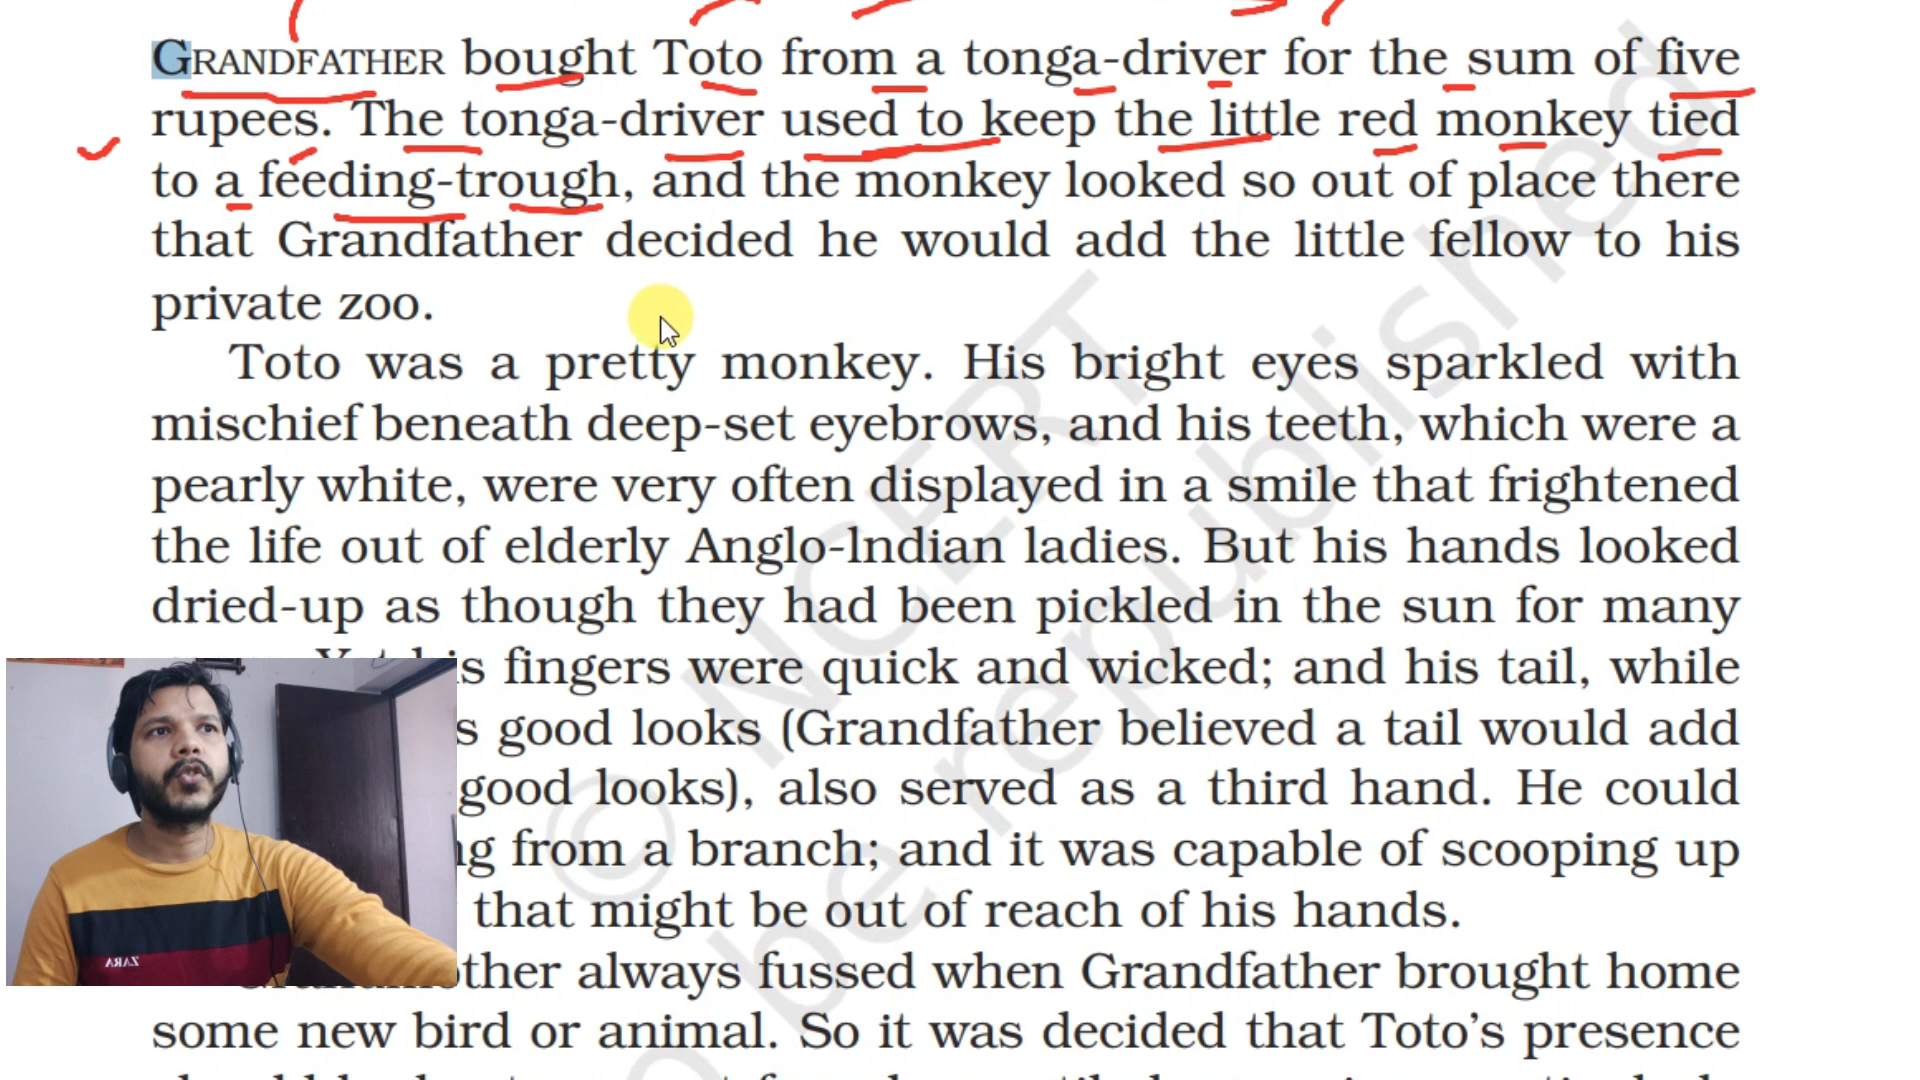 GRANDFATHER bought Toto from a tonga-driver for the sum of five
rupees. The tonga-driver used to keep the little red monkey tied
to a feeding-trough, and the monkey looked so out of place there
that Grandfather decided he would add the little fellow to his
private zoo.
Toto was a pretty monkey. His bright eyes sparkled with
mischief beneath deep-set eyebrows, and his teeth, which were a
pearly white, were very often displayed in a smile that frightened
the life out of elderly Anglo-Indian ladies. But his hands looked
dried-up as though they had been pickled in the sun for many
fingers were quick and wicked; and his tail, while
good looks (Grandfather believed a tail would add
good looks), also served as a third hand. He could
from a branch; and it was capable of scooping up
that might be out of reach of his hands.
always fussed when Grandfather brought home
some new bird or animal. So it was decided that Toto's presence
© NCERT
be republished
ZARA